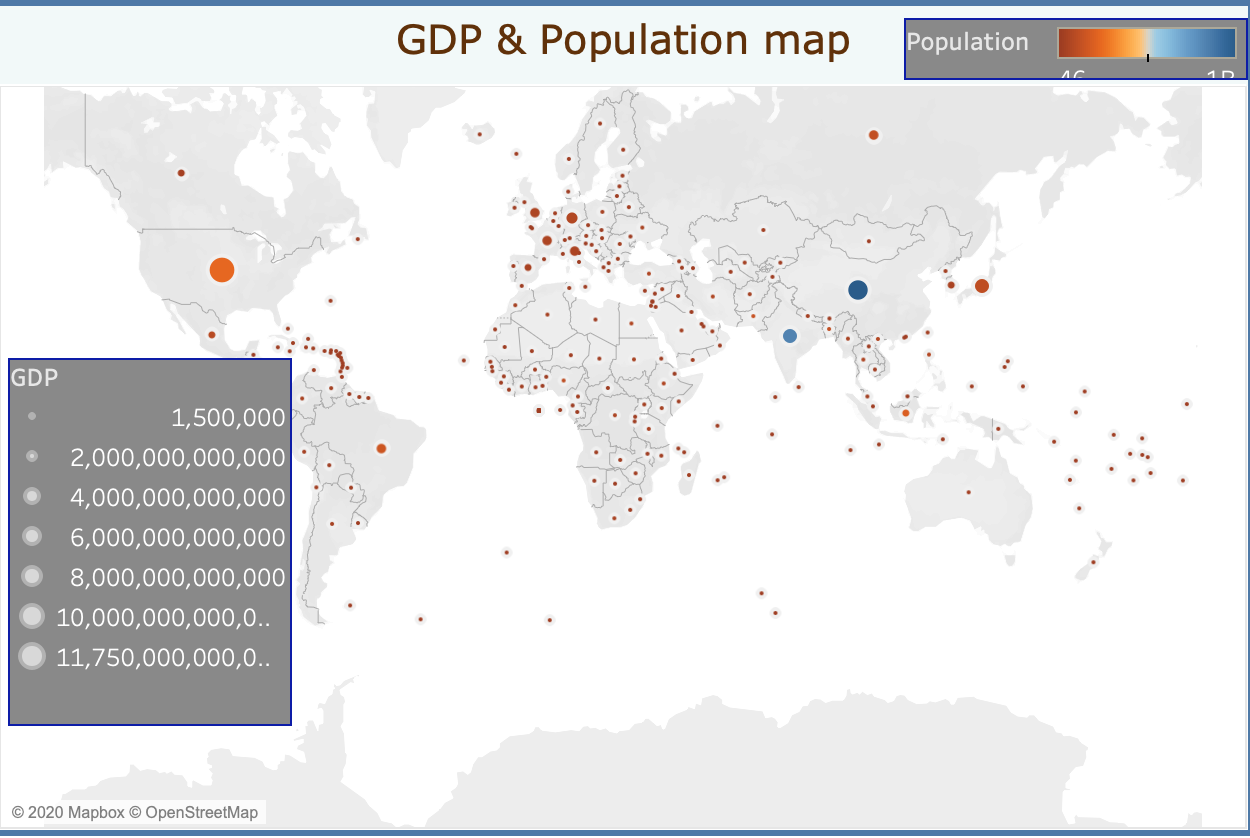 GDP & Population map
Population
46
1B
GDP
1,500,000
2,000,000,000,000
4,000,000,000,000
6,000,000,000,000
8,000,000,000,000
10,000,000,000,0..
11,750,000,000,0..
© 2020 Mapbox © OpenStreetMap